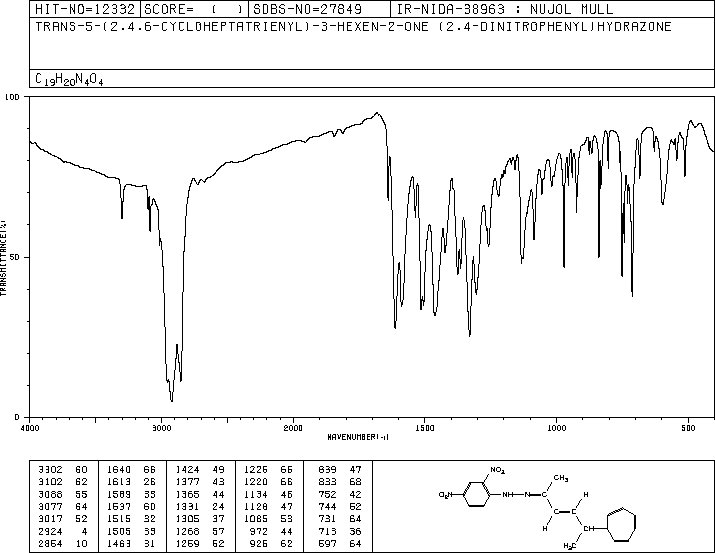 HIT-NO=12332 SCORE= ( ) SDBS-NO=27849 IR-NIDA-38963 : NUJOL MULL
TRANS-5-(2.4.6-CYCLOHEPTATRIENYL)-3-HEXEN-2-ONE (2.4-DINITROPHENYL)HYDRAZONE
C19H20N4O4
100
50
0
TRANSMITTANCE(%)
4000 3000 2000 1500 1000 500
WAVENUMBER(-1)
3302 60 1640 66 1424 49 1226 66 839 47
3102 62 1613 26 1377 43 1220 66 833 68
3088 55 1589 33 1365 44 1134 46 752 42
3077 64 1537 60 1331 24 1128 47 744 52
3017 52 1515 32 1305 37 1085 53 731 64
2924 4 1505 33 1268 57 972 44 713 36
2854 10 1463 31 1259 52 926 62 597 64
NO2
CH3
O2N
NH
N
H
H
CH
H3C